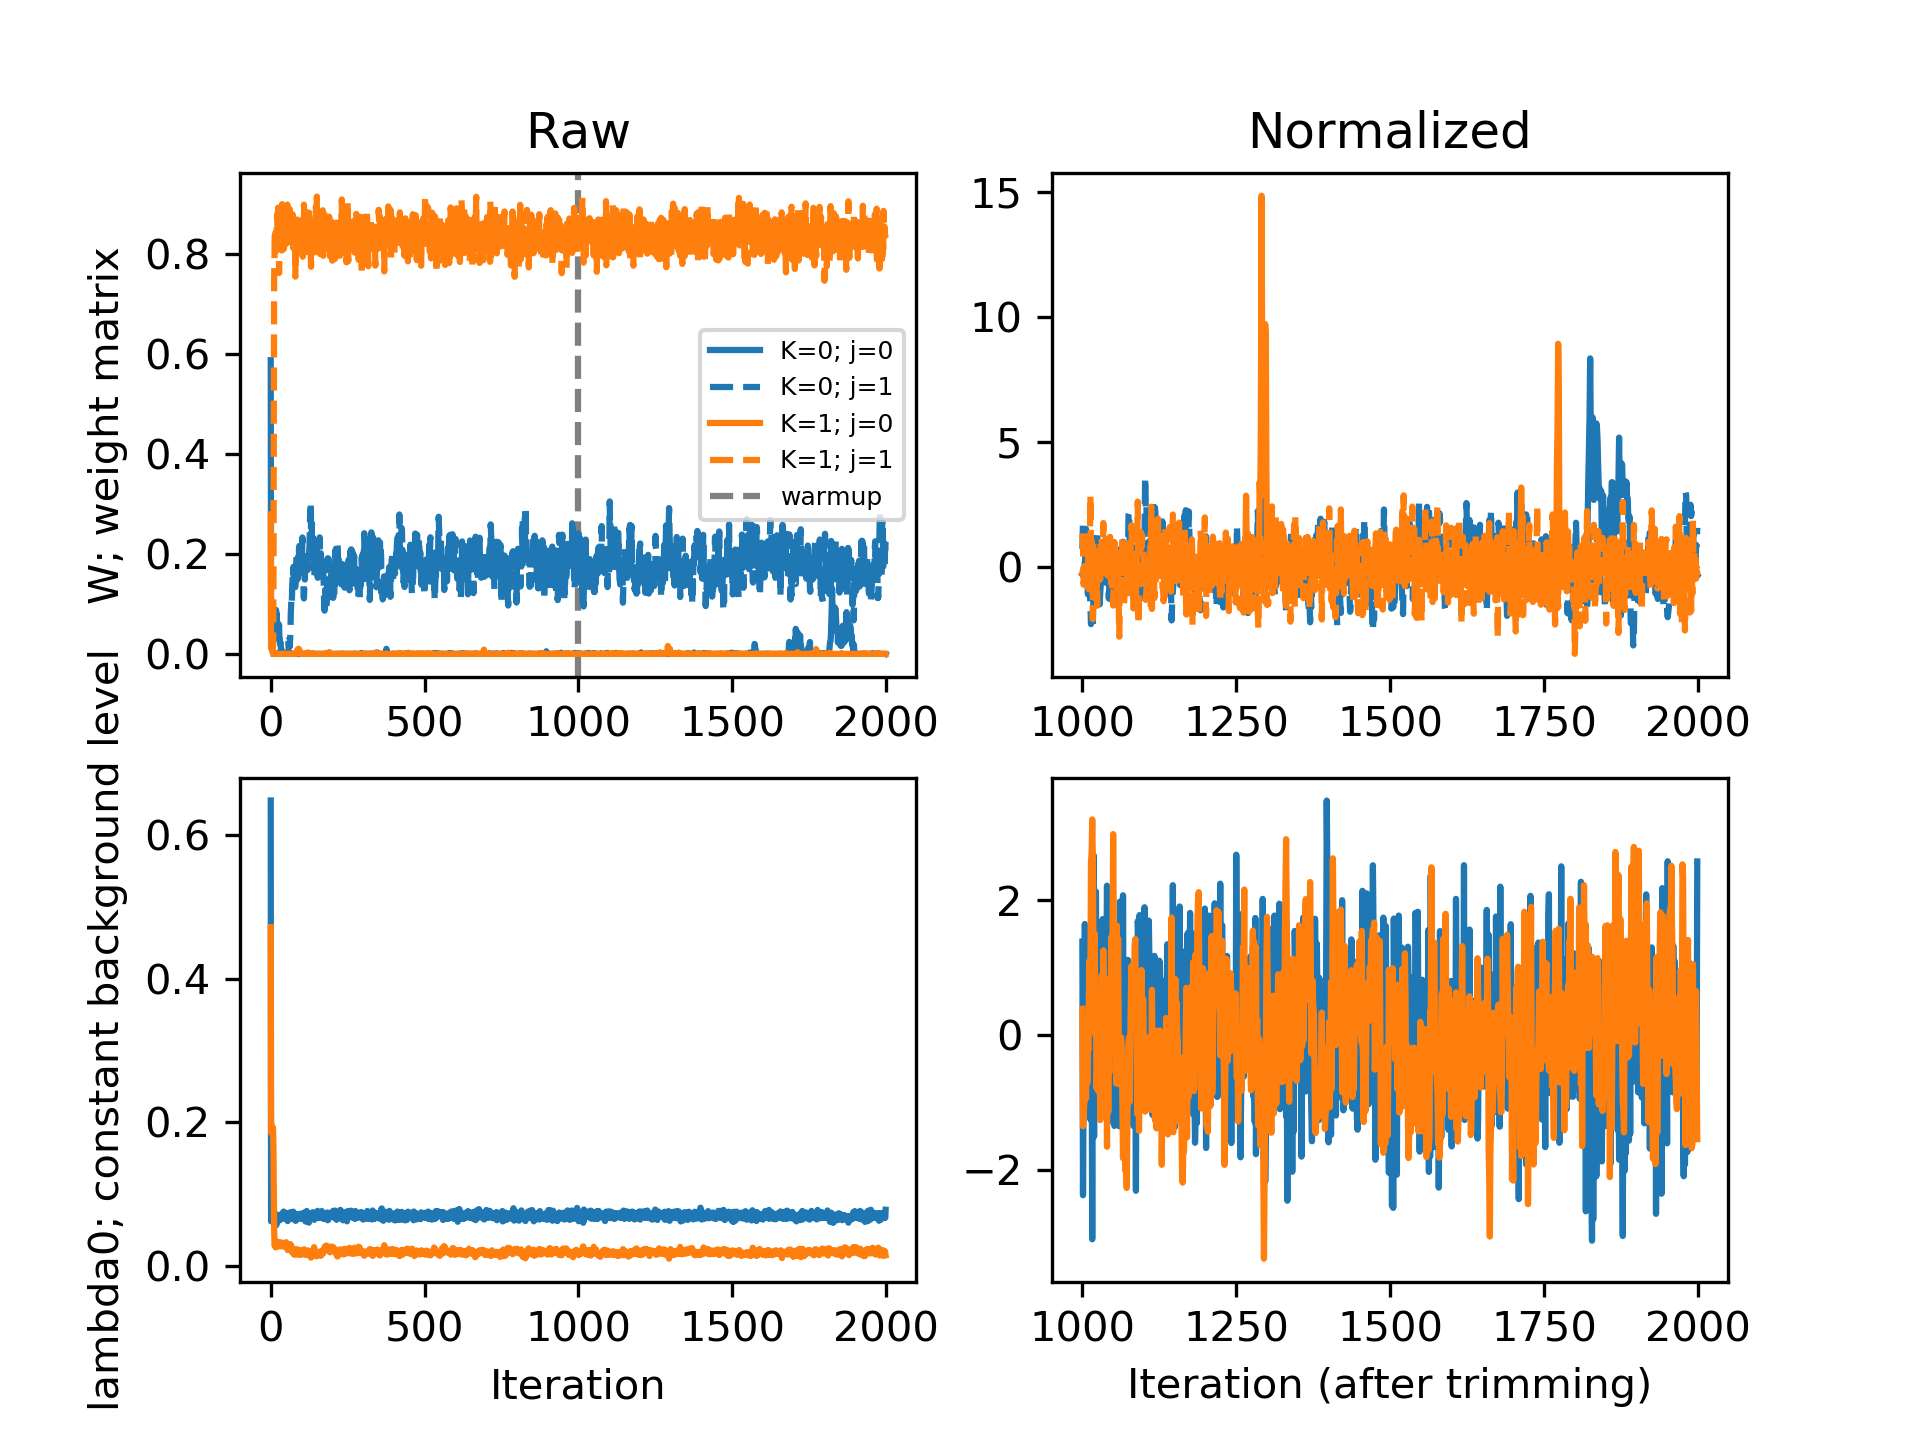 Raw
Normalized
W; weight matrix
0.8
0.6
0.4
0.2
0.0
K=0; j=0
K=0; j=1
K=1; j=0
K=1; j=1
warmup
0 500 1000 1500 2000
15
10
5
0
1000 1250 1500 1750 2000
lambda0; constant background level
0.6
0.4
0.2
0.0
0 500 1000 1500 2000
Iteration
2
0
−2
1000 1250 1500 1750 2000
Iteration (after trimming)